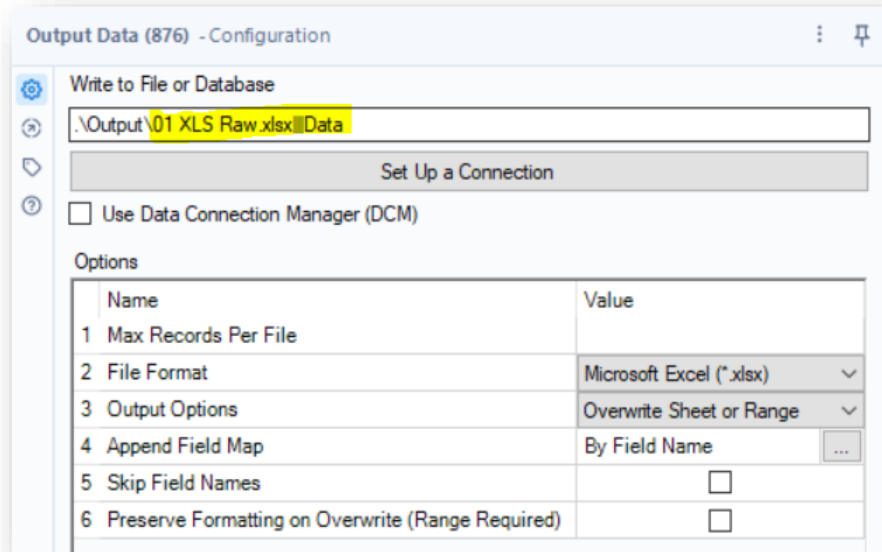 Output Data (876) - Configuration
Write to File or Database
.\Output\01 XLS Raw.xlsx|||Data
Set Up a Connection
Use Data Connection Manager (DCM)
Options
Name Value
1 Max Records Per File
2 File Format Microsoft Excel (*.xlsx)
3 Output Options Overwrite Sheet or Range
4 Append Field Map By Field Name ...
5 Skip Field Names
6 Preserve Formatting on Overwrite (Range Required)